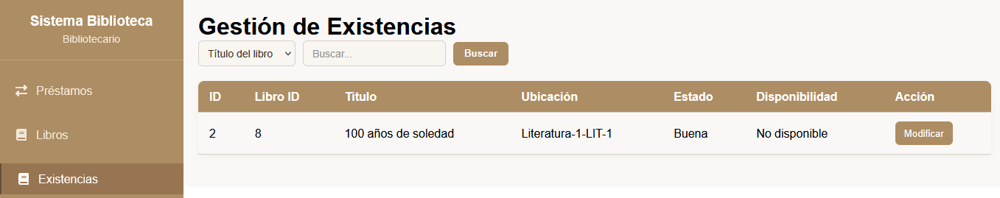 Sistema Biblioteca
Bibliotecario
Préstamos
Libros
Existencias
Gestión de Existencias
Título del libro Buscar... Buscar
ID Libro ID Título Ubicación Estado Disponibilidad Acción
2 8 100 años de soledad Literatura-1-LIT-1 Buena No disponible Modificar